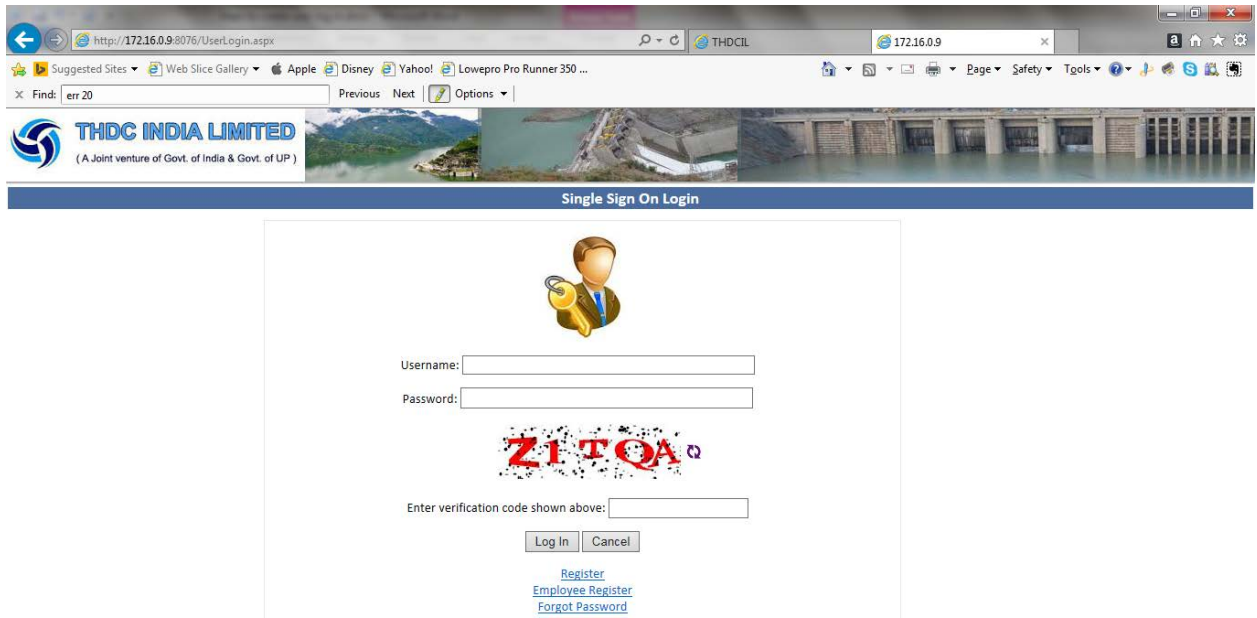 http://172.16.0.9:8076/UserLogin.aspx
THDCIL
172.16.0.9
Suggested Sites
Web Slice Gallery
Apple
Disney
Yahoo!
Lowepro Pro Runner 350 ...
Page
Safety
Tools
Find: err 20
Previous Next Options
THDC INDIA LIMITED
( A Joint venture of Govt. of India & Govt. of UP )
Single Sign On Login
Username:
Password:
Z1TQA
Enter verification code shown above:
Log In Cancel
Register
Employee Register
Forgot Password